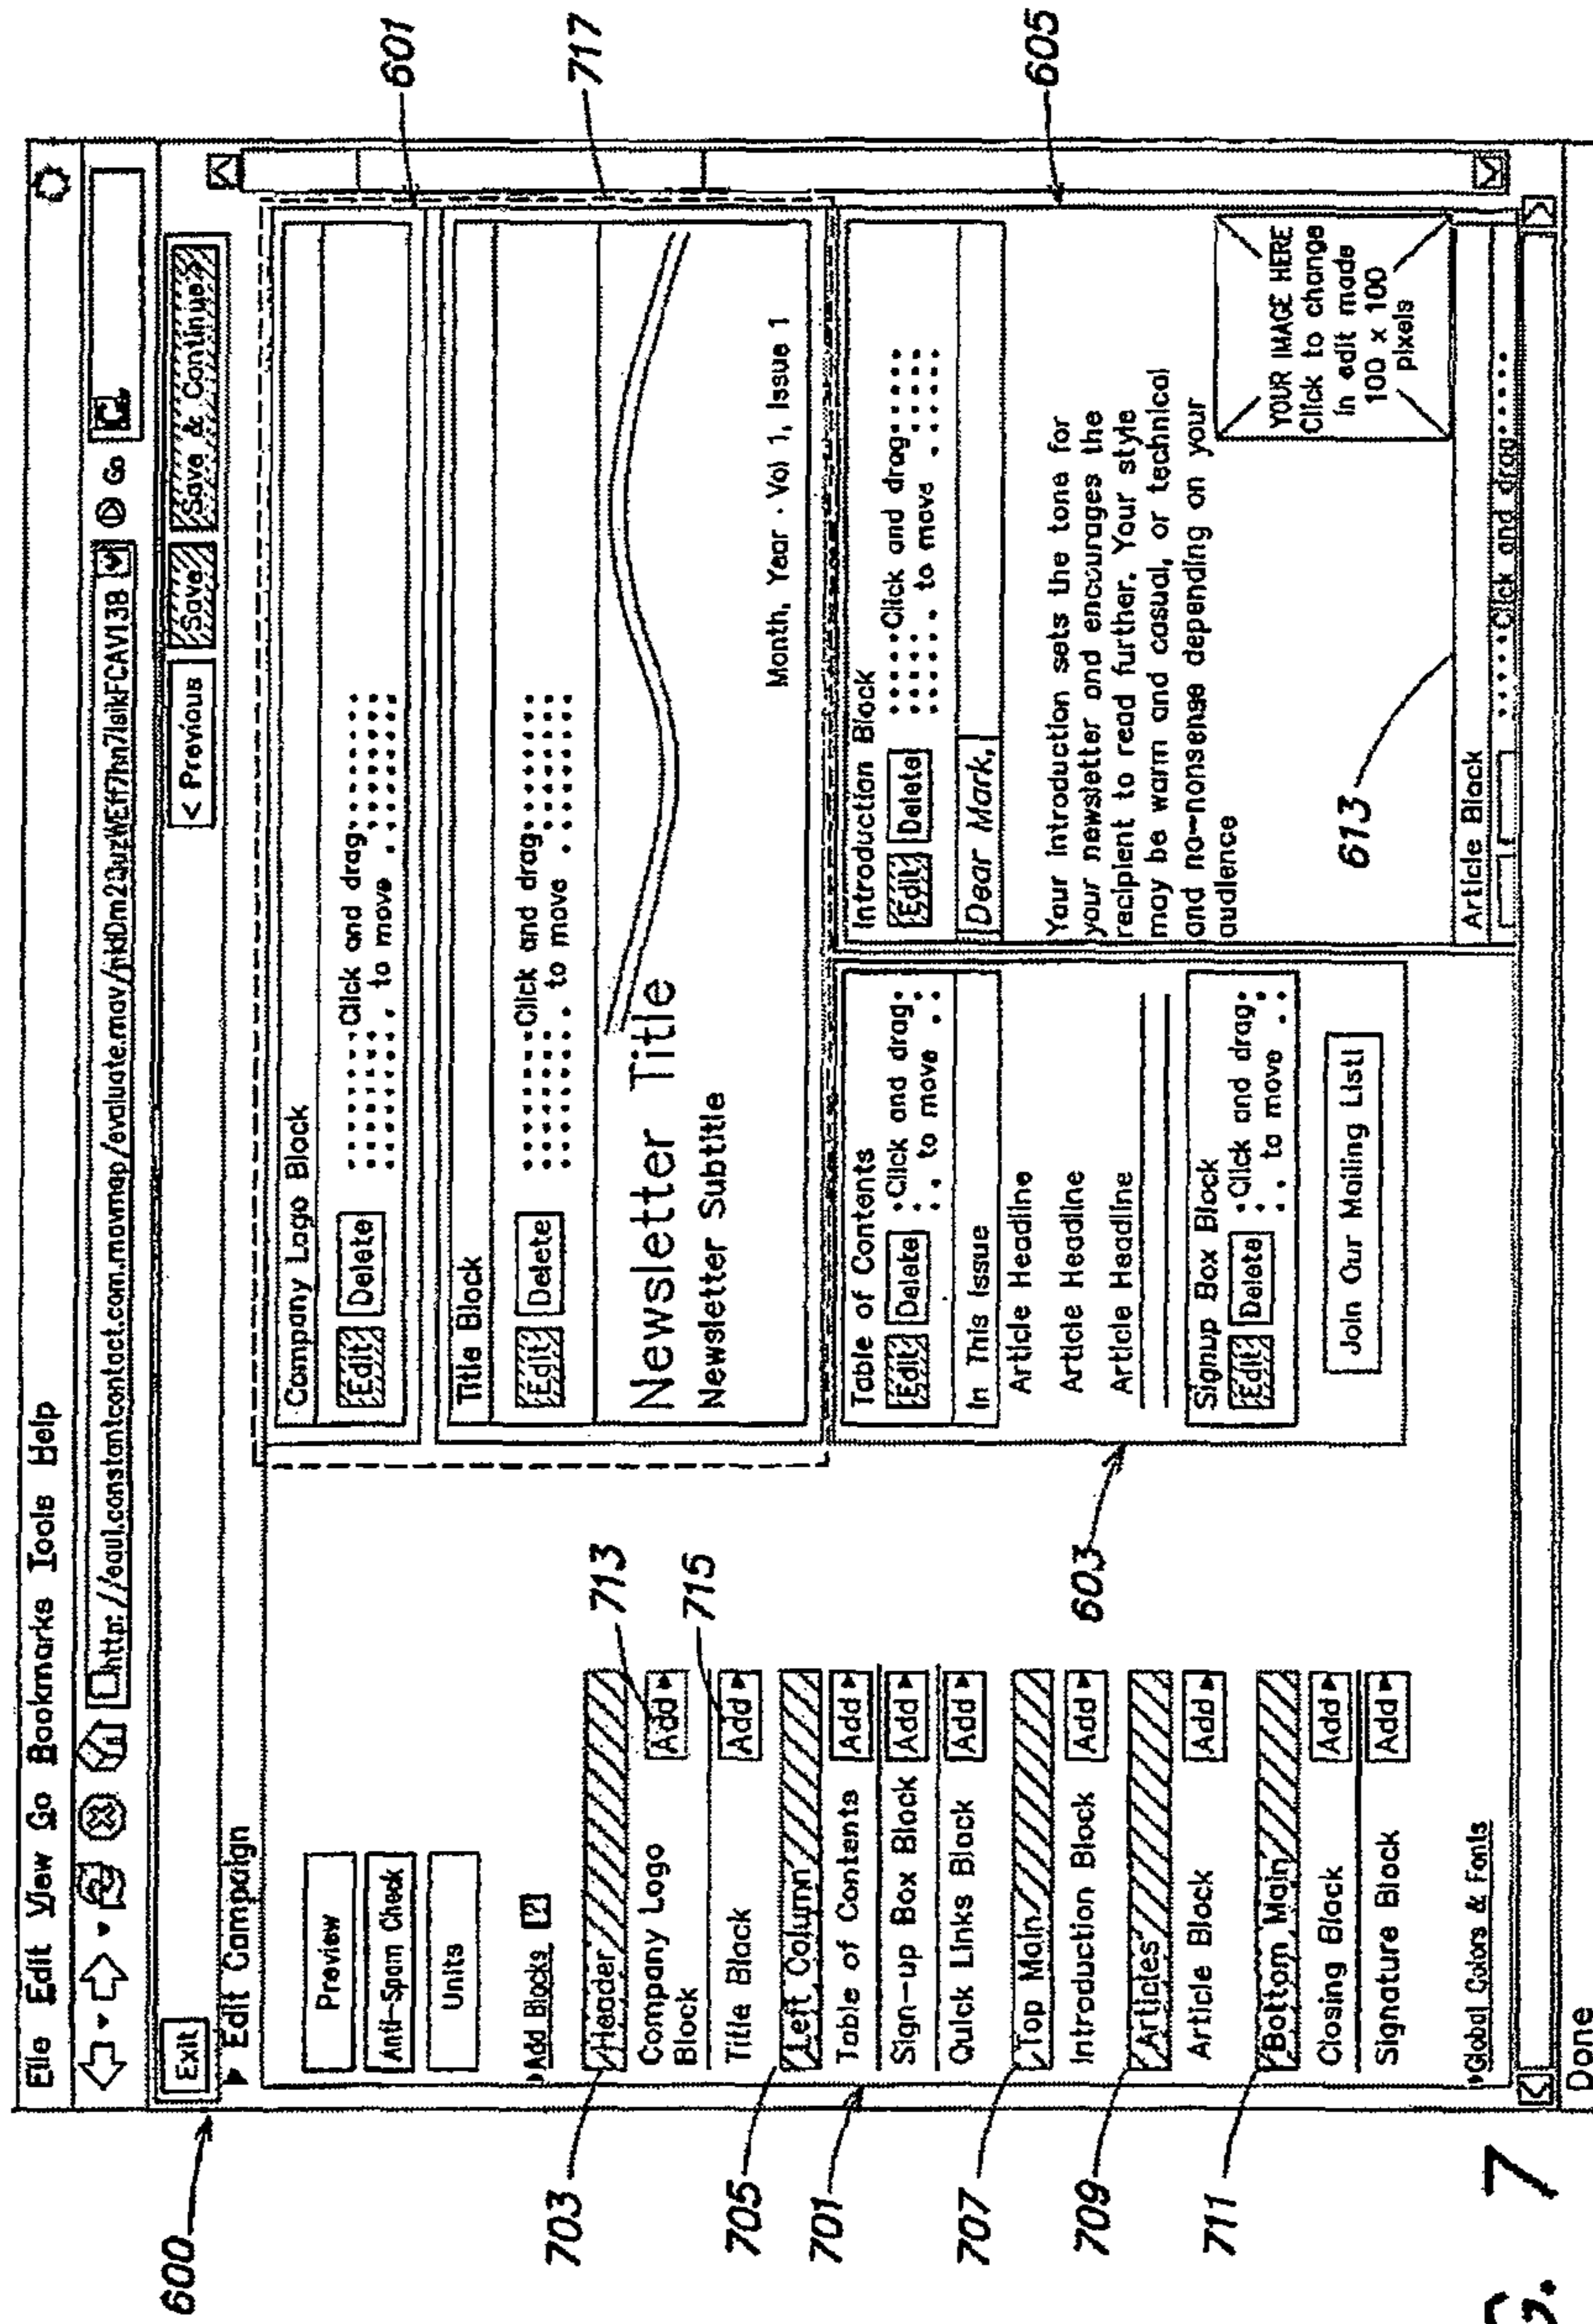 File Edit View Go Bookmarks Tools Help
Go
Exit
< Previous
Save
Save & Continue >
Edit Campaign
600
Preview
Anti-Spam Check
Units
Add Blocks ?
703
Header
Company Logo
Block
Add
713
Title Block
Add
715
705
Left Column
701
Table of Contents
Add
Sign-up Box Block
Add
Quick Links Block
Add
707
Top Main
Introduction Block
Add
709
Articles
Article Block
Add
711
Bottom Main
Closing Block
Add
Signature Block
Add
Global Colors & Fonts
Done
Company Logo Block
Edit
Delete
Click and drag
to move
601
Title Block
Edit
Delete
Click and drag
to move
717
Newsletter Title
Newsletter Subtitle
Month, Year · Vol 1, Issue 1
Table of Contents
Edit
Delete
Click and drag
to move
In This Issue
Article Headline
Article Headline
Article Headline
Signup Box Block
Edit
Delete
Click and drag
to move
Join Our Mailing List!
603
Introduction Block
Edit
Delete
Click and drag
to move
605
Dear Mark,
Your introduction sets the tone for
your newsletter and encourages the
recipient to read further. Your style
may be warm and casual, or technical
and no-nonsense depending on your
audience
YOUR IMAGE HERE
Click to change
in edit made
100 x 100
pixels
613
Article Block
Click and drag
7